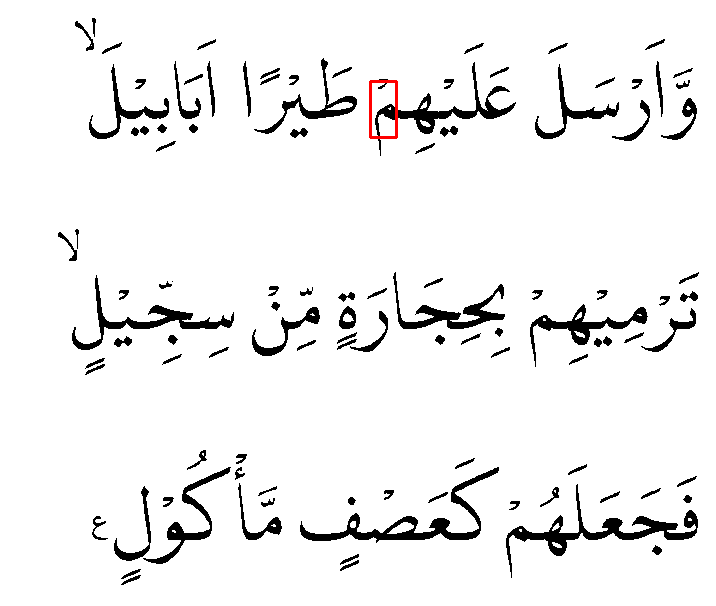 وَّاَرْسَلَ عَلَيْهِمْ طَيْرًا اَبَابِيْلَۙ
تَرْمِيْهِمْ بِحِجَارَةٍ مِّنْ سِجِّيْلٍۙ
فَجَعَلَهُمْ كَعَصْفٍ مَّأْكُوْلٍ ع